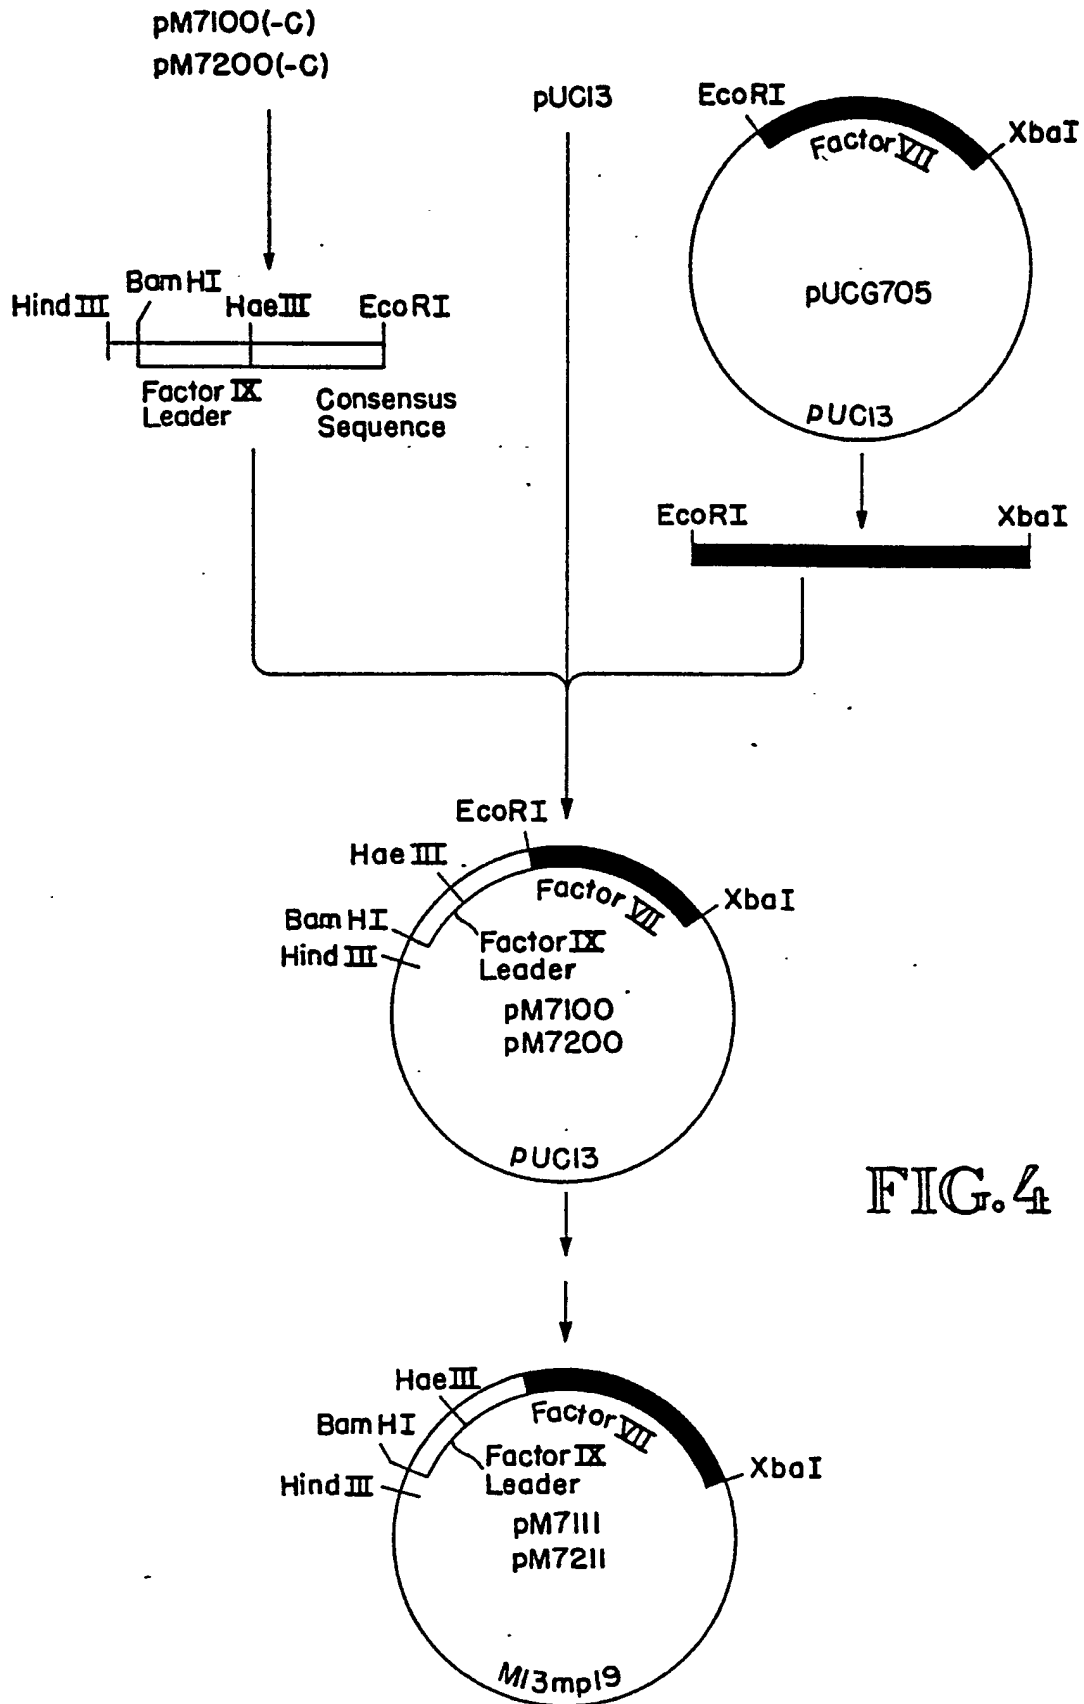 pM7100(-C)
pM7200(-C)
pUC13
EcoRI
XbaI
Factor VII
pUCG705
pUC13
Hind III
Bam HI
Hae III
EcoRI
Factor IX
Leader
Consensus
Sequence
EcoRI
XbaI
EcoRI
Hae III
Bam HI
Hind III
Factor VII
XbaI
Factor IX
Leader
pM7100
pM7200
pUC13
FIG. 4
Hae III
Bam HI
Hind III
Factor VII
XbaI
Factor IX
Leader
pM7111
pM7211
M13mp19